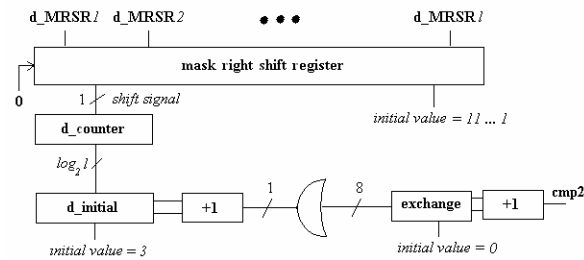 d_MRSR1 d_MRSR2 d_MRSRl
mask right shift register
0
1 shift signal
initial value = 11 ... 1
d_counter
log2 l
1 8 cmp2
d_initial +1 exchange +1
initial value = 3 initial value = 0